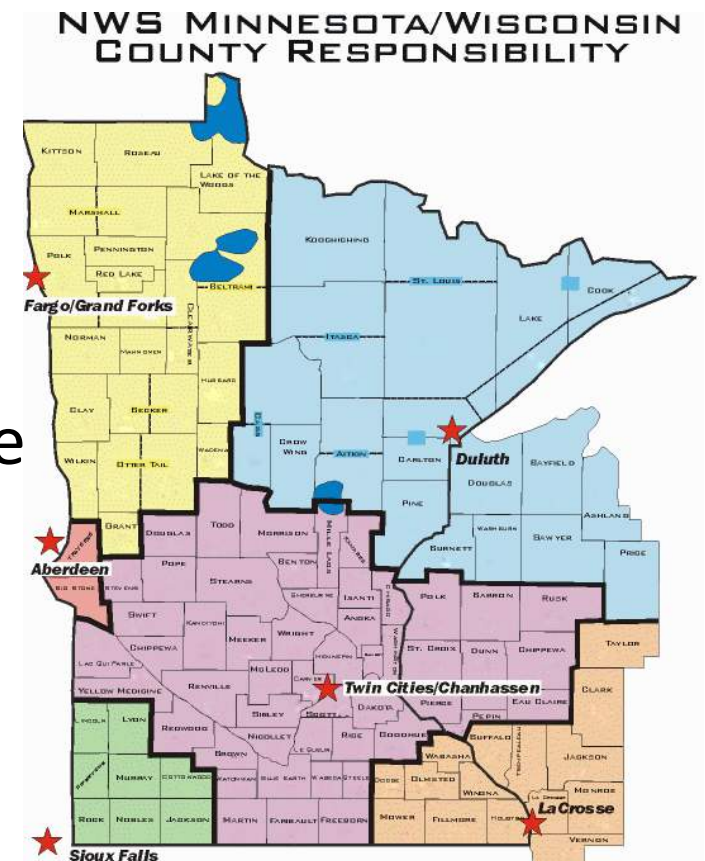 NWS MINNESOTA/WISCONSIN
COUNTY RESPONSIBILITY
KITTSON
ROSEAU
LAKE OF THE
WOODS
MARSHALL
KOOCHICHING
POLK
PENNINGTON
RED LAKE
BELTRAMI
ST. LOUIS
COOK
LAKE
Fargo/Grand Forks
CLEARWATER
NORMAN
MAHNOMEN
ITASCA
HUBBARD
CLAY
BECKER
CASS
e
CROW
WING
AITKIN
CARLTON
Duluth
BAYFIELD
DOUGLAS
WILKIN
OTTER TAIL
WADENA
PINE
ASHLAND
WASHBURN
SAWYER
BURNETT
PRICE
GRANT
DOUGLAS
TODD
MORRISON
MILLE LACS
KANABEC
Aberdeen
TRAVERSE
BIG STONE
STEVENS
POPE
STEARNS
BENTON
SHERBURNE
ISANTI
CHISAGO
POLK
BARRON
RUSK
SWIFT
KANDIYOHI
MEEKER
WRIGHT
ANOKA
WASHINGTON
ST. CROIX
DUNN
CHIPPEWA
TAYLOR
CHIPPEWA
HENNEPIN
LAC QUI PARLE
MCLEOD
CARVER
CLARK
YELLOW MEDICINE
RENVILLE
Twin Cities/Chanhassen
SIBLEY
SCOTT
DAKOTA
PIERCE
EAU CLAIRE
PEPIN
LINCOLN
LYON
REDWOOD
NICOLLET
LE SUEUR
RICE
GOODHUE
BUFFALO
TREMPEALEAU
BROWN
WABASHA
JACKSON
MURRAY
COTTONWOOD
WATONWAN
BLUE EARTH
WASECA
STEELE
DODGE
OLMSTED
WINONA
MONROE
LA CROSSE
LaCrosse
ROCK
NOBLES
JACKSON
MARTIN
FARIBAULT
FREEBORN
MOWER
FILLMORE
VERNON
Sioux Falls